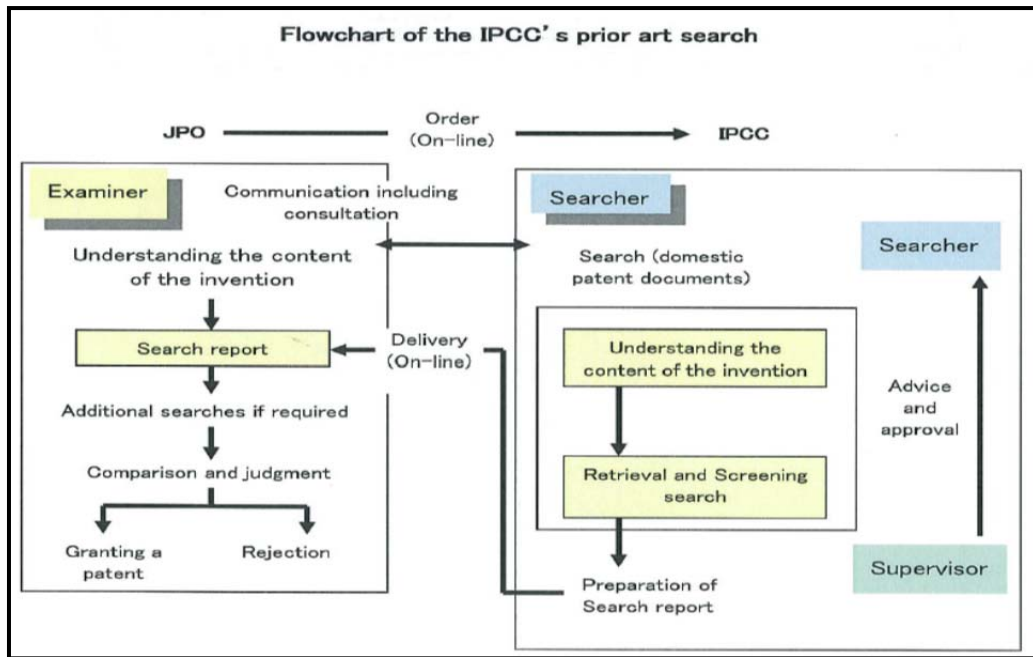 Flowchart of the IPCC's prior art search
JPO
Order
(On-line)
IPCC
Examiner
Communication including
consultation
Understanding the content
of the invention
Search report
Delivery
(On-line)
Additional searches if required
Comparison and judgment
Granting a
patent
Rejection
Searcher
Search (domestic
patent documents)
Understanding the
content of the invention
Retrieval and Screening
search
Preparation of
Search report
Searcher
Advice
and
approval
Supervisor